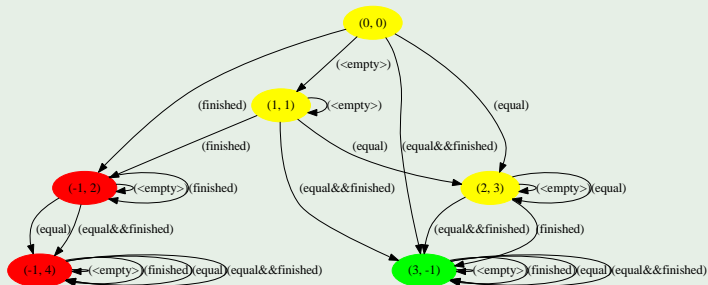 (0, 0)
(<empty>)
(finished)
(1, 1)
(<empty>)
(equal)
(finished)
(equal)
(equal&&finished)
(-1, 2)
(<empty>)
(finished)
(equal&&finished)
(2, 3)
(<empty>)
(equal)
(equal)
(equal&&finished)
(equal&&finished)
(finished)
(-1, 4)
(<empty>)
(finished)
(equal)
(equal&&finished)
(3, -1)
(<empty>)
(finished)
(equal)
(equal&&finished)